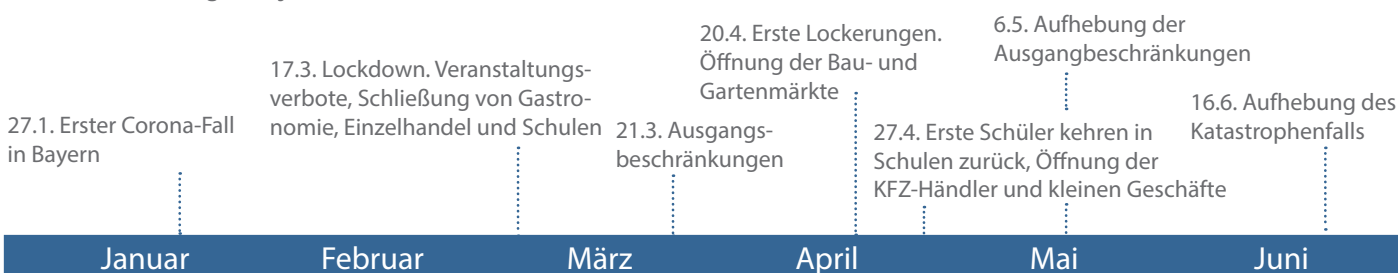 27.1. Erster Corona-Fall
in Bayern
17.3. Lockdown. Veranstaltungs-
verbote, Schließung von Gastro-
nomie, Einzelhandel und Schulen
21.3. Ausgangs-
beschränkungen
20.4. Erste Lockerungen.
Öffnung der Bau- und
Gartenmärkte
27.4. Erste Schüler kehren in
Schulen zurück, Öffnung der
KFZ-Händler und kleinen Geschäfte
6.5. Aufhebung der
Ausgangbeschränkungen
16.6. Aufhebung des
Katastrophenfalls
Januar
Februar
März
April
Mai
Juni